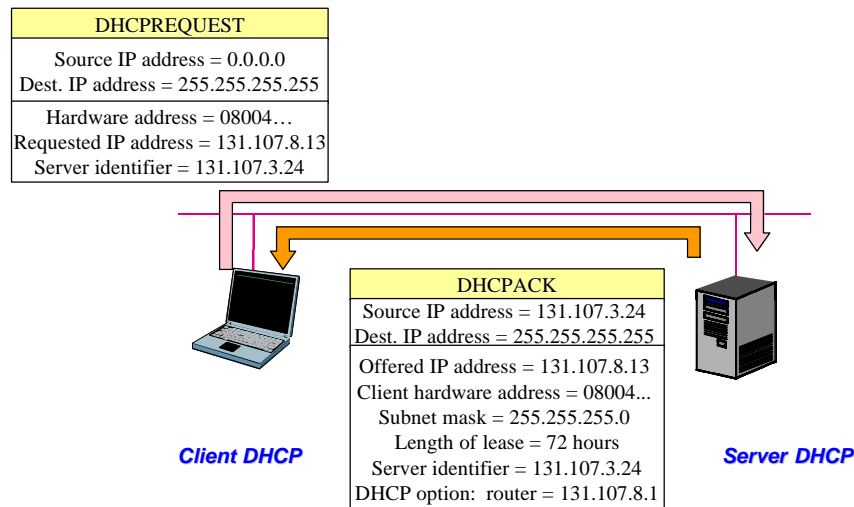 DHCPREQUEST
Source IP address = 0.0.0.0
Dest. IP address = 255.255.255.255
Hardware address = 08004…
Requested IP address = 131.107.8.13
Server identifier = 131.107.3.24
DHCPACK
Source IP address = 131.107.3.24
Dest. IP address = 255.255.255.255
Offered IP address = 131.107.8.13
Client hardware address = 08004...
Subnet mask = 255.255.255.0
Length of lease = 72 hours
Server identifier = 131.107.3.24
DHCP option: router = 131.107.8.1
Client DHCP
Server DHCP